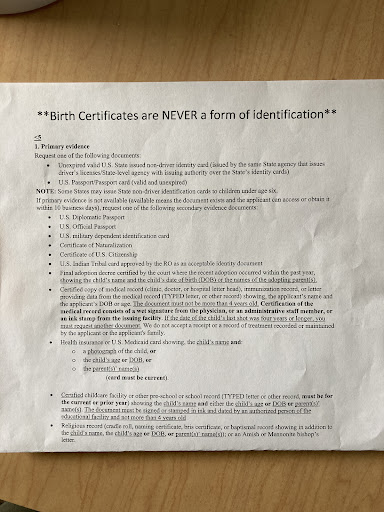 **Birth Certificates are NEVER a form of identification**
<5
1. Primary evidence
Request one of the following documents:
• Unexpired valid U.S. State issued non-driver identity card (issued by the same State agency that issues
driver's licenses/State-level agency with issuing authority over the State's identity cards)
• U.S. Passport/Passport card (valid and unexpired)
NOTE: Some States may issue State non-driver identification cards to children under age six.
If primary evidence is not available (available means the document exists and the applicant can access or obtain it
within 10 business days), request one of the following secondary evidence documents:
• U.S. Diplomatic Passport
• U.S. Official Passport
• U.S. military dependent identification card
• Certificate of Naturalization
• Certificate of U.S. Citizenship
• U.S. Indian Tribal card approved by the RO as an acceptable identity document
• Final adoption decree certified by the court where the recent adoption occurred within the past year,
showing the child's name and the child's date of birth (DOB) or the names of the adopting parent(s).
• Certified copy of medical record (clinic, doctor, or hospital letter head), immunization record, or letter
providing data from the medical record (TYPED letter, or other record) showing, the applicant's name and
the applicant's DOB or age. The document must not be more than 4 years old. Certification of the
medical record consists of a wet signature from the physician, or an administrative staff member, or
an ink stamp from the issuing facility. If the date of the child's last shot was four years or longer, you
must request another document. We do not accept a receipt or a record of treatment recorded or maintained
by the applicant or the applicant's family.
• Health insurance or U.S. Medicaid card showing, the child's name and:
o a photograph of the child, or
o the child's age or DOB, or
o the parent(s)' name(s)
(card must be current)
• Certified childcare facility or other pre-school or school record (TYPED letter or other record, must be for
the current or prior year) showing the child's name and either the child's age or DOB or parent(s)'
name(s). The document must be signed or stamped in ink and dated by an authorized person of the
educational facility and not more than 4 years old
• Religious record (cradle roll, naming certificate, bris certificate, or baptismal record showing in addition to
the child's name, the child's age or DOB, or parent(s)' name(s)); or an Amish or Mennonite bishop's
letter.